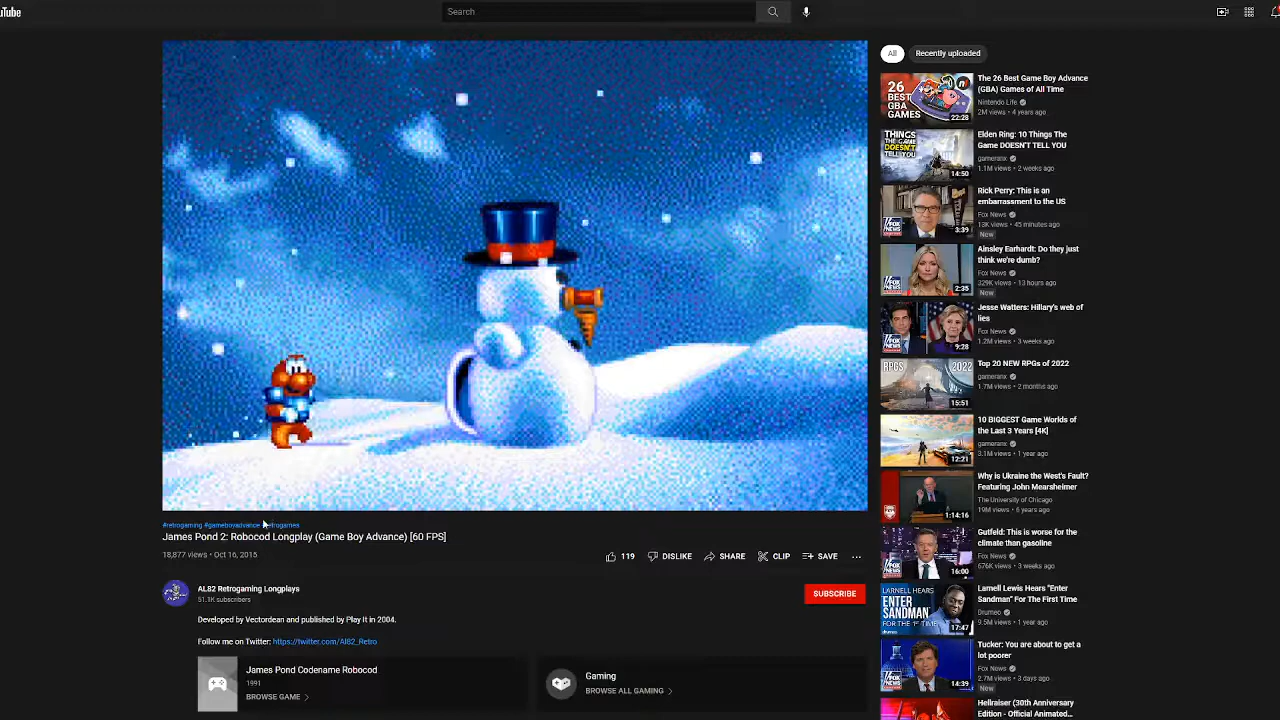 uTube
Search
#retrogaming #gameboyadvance #retrogames
James Pond 2: Robocod Longplay (Game Boy Advance) [60 FPS]
18,877 views • Oct 16, 2015
119
DISLIKE
SHARE
CLIP
SAVE
AL82 Retrogaming Longplays
51.1K subscribers
SUBSCRIBE
Developed by Vectordean and published by Play It in 2004.
Follow me on Twitter: https://twitter.com/Al82_Retro
James Pond Codename Robocod
1991
BROWSE GAME
Gaming
BROWSE ALL GAMING
All
Recently uploaded
26
BEST
GBA
GAMES
22:28
The 26 Best Game Boy Advance
(GBA) Games of All Time
Nintendo Life
2M views • 4 years ago
THINGS
THE GAME
DOESN'T TELL
YOU
14:50
Elden Ring: 10 Things The
Game DOESN'T TELL YOU
gameranx
1.1M views • 2 weeks ago
FOX
NEWS
3:39
Rick Perry: This is an
embarrassment to the US
Fox News
13K views • 45 minutes ago
New
FOX
NEWS
2:35
Ainsley Earhardt: Do they just
think we're dumb?
Fox News
329K views • 13 hours ago
New
FOX
NEWS
9:28
Jesse Watters: Hillary's web of
lies
Fox News
1.2M views • 3 weeks ago
RPGS
2022
15:51
Top 20 NEW RPGs of 2022
gameranx
1.7M views • 2 months ago
12:21
10 BIGGEST Game Worlds of
the Last 3 Years [4K]
gameranx
3.1M views • 1 year ago
1:14:16
Why is Ukraine the West's Fault?
Featuring John Mearsheimer
The University of Chicago
19M views • 6 years ago
FOX
NEWS
16:00
Gutfeld: This is worse for the
climate than gasoline
Fox News
676K views • 3 weeks ago
LARNELL HEARS
"ENTER
SANDMAN"
FOR THE 1ST TIME
drumeo
17:47
Larnell Lewis Hears "Enter
Sandman" For The First Time
Drumeo
9.5M views • 1 year ago
FOX
NEWS
14:39
Tucker: You are about to get a
lot poorer
Fox News
2.7M views • 3 days ago
New
Hellraiser (30th Anniversary
Edition - Official Animated...